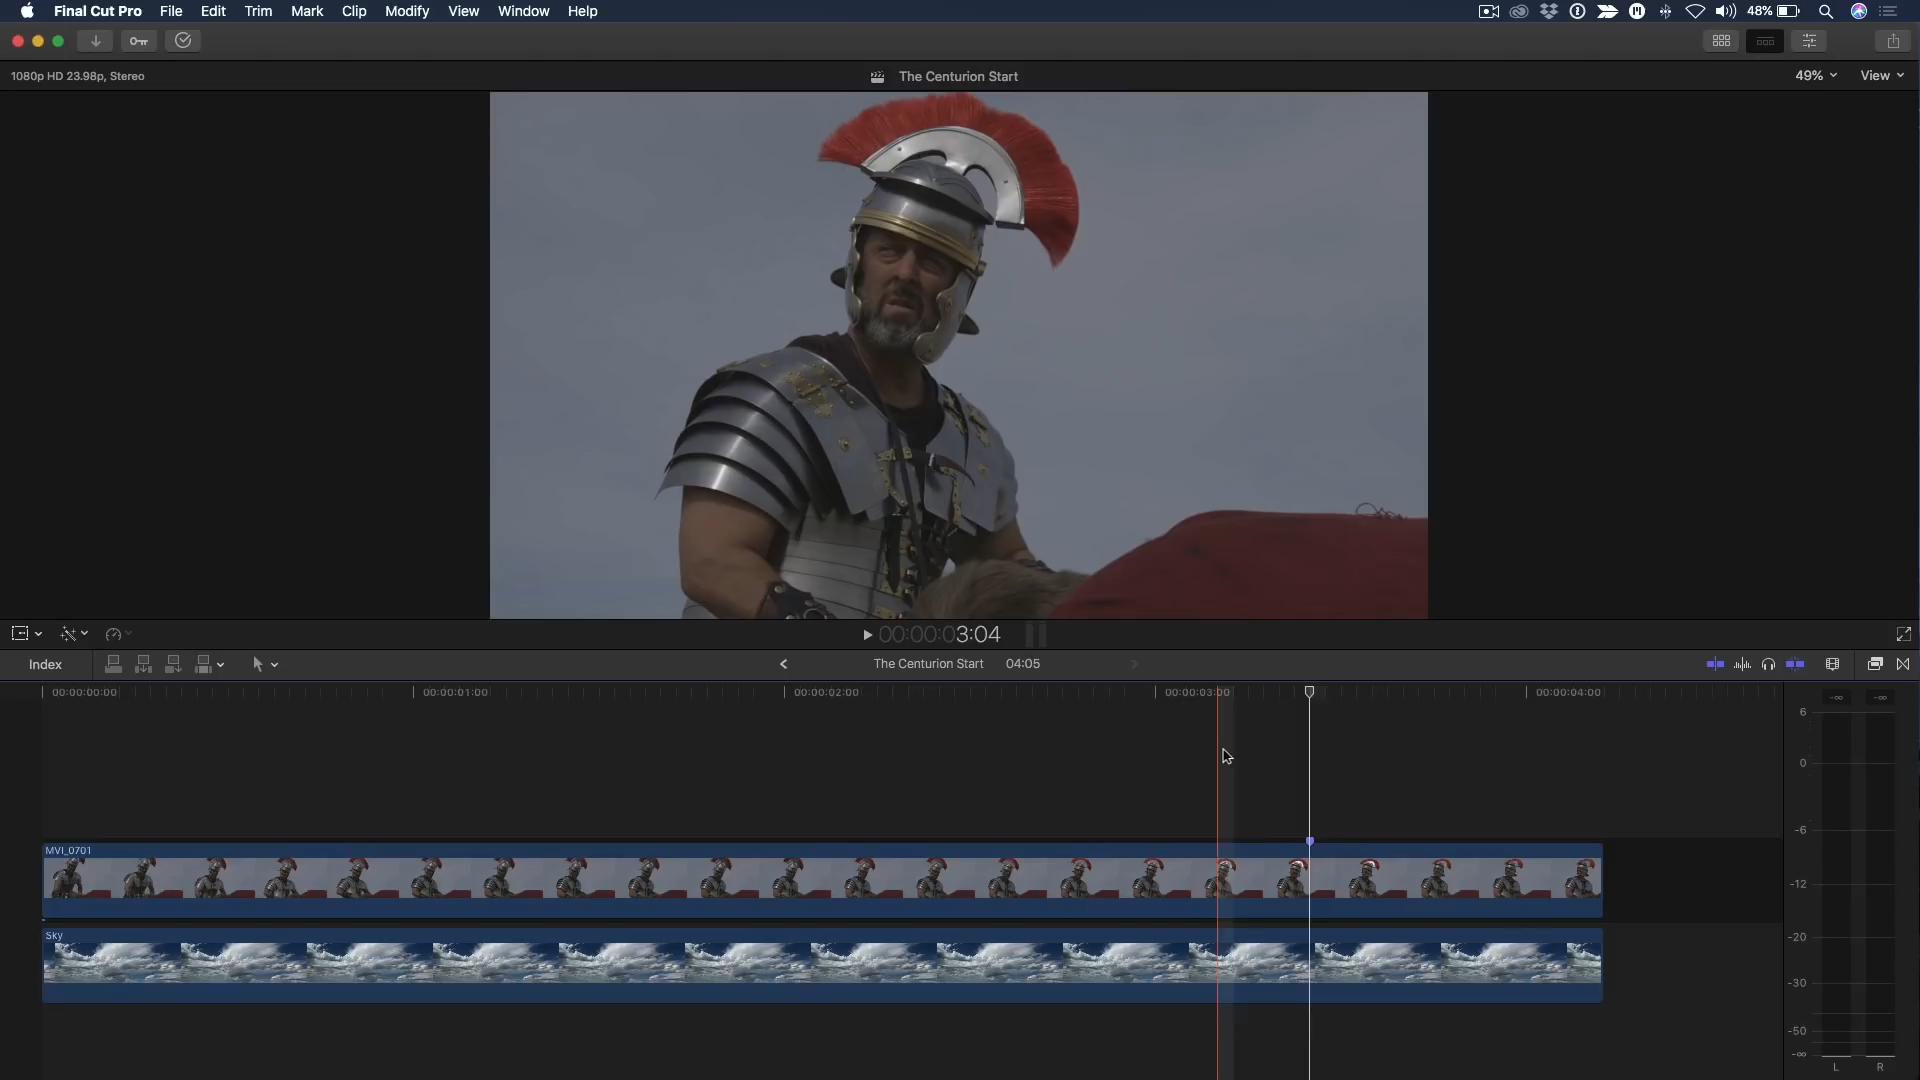 Final Cut Pro File Edit Trim Mark Clip Modify View Window Help 48%
1080p HD 23.98p, Stereo The Centurion Start 49% View
00:00:03:04
Index The Centurion Start 04:05
00:00:00:00 00:00:01:00 00:00:02:00 00:00:03:00 00:00:04:00
-∞ -∞
6
0
-6
MVI_0701
-12
Sky
-20
-30
-50
-∞
L R